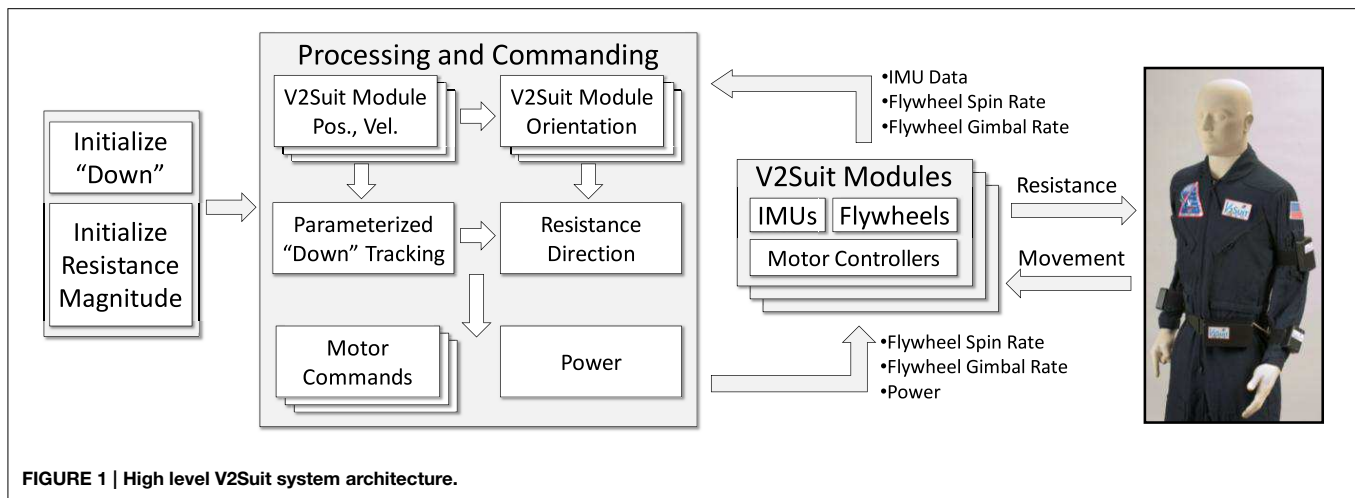 Processing and Commanding
Initialize
“Down”
Initialize
Resistance
Magnitude
V2Suit Module
Pos., Vel.
V2Suit Module
Orientation
Parameterized
“Down” Tracking
Resistance
Direction
Motor
Commands
Power
•IMU Data
•Flywheel Spin Rate
•Flywheel Gimbal Rate
V2Suit Modules
IMUs
Flywheels
Motor Controllers
•Flywheel Spin Rate
•Flywheel Gimbal Rate
•Power
Resistance
Movement
V2Suit
V2Suit
FIGURE 1 | High level V2Suit system architecture.